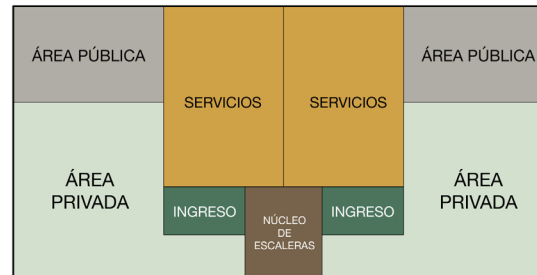 ÁREA PÚBLICA
SERVICIOS
SERVICIOS
ÁREA PÚBLICA
ÁREA
PRIVADA
INGRESO
NÚCLEO
DE
ESCALERAS
INGRESO
ÁREA
PRIVADA